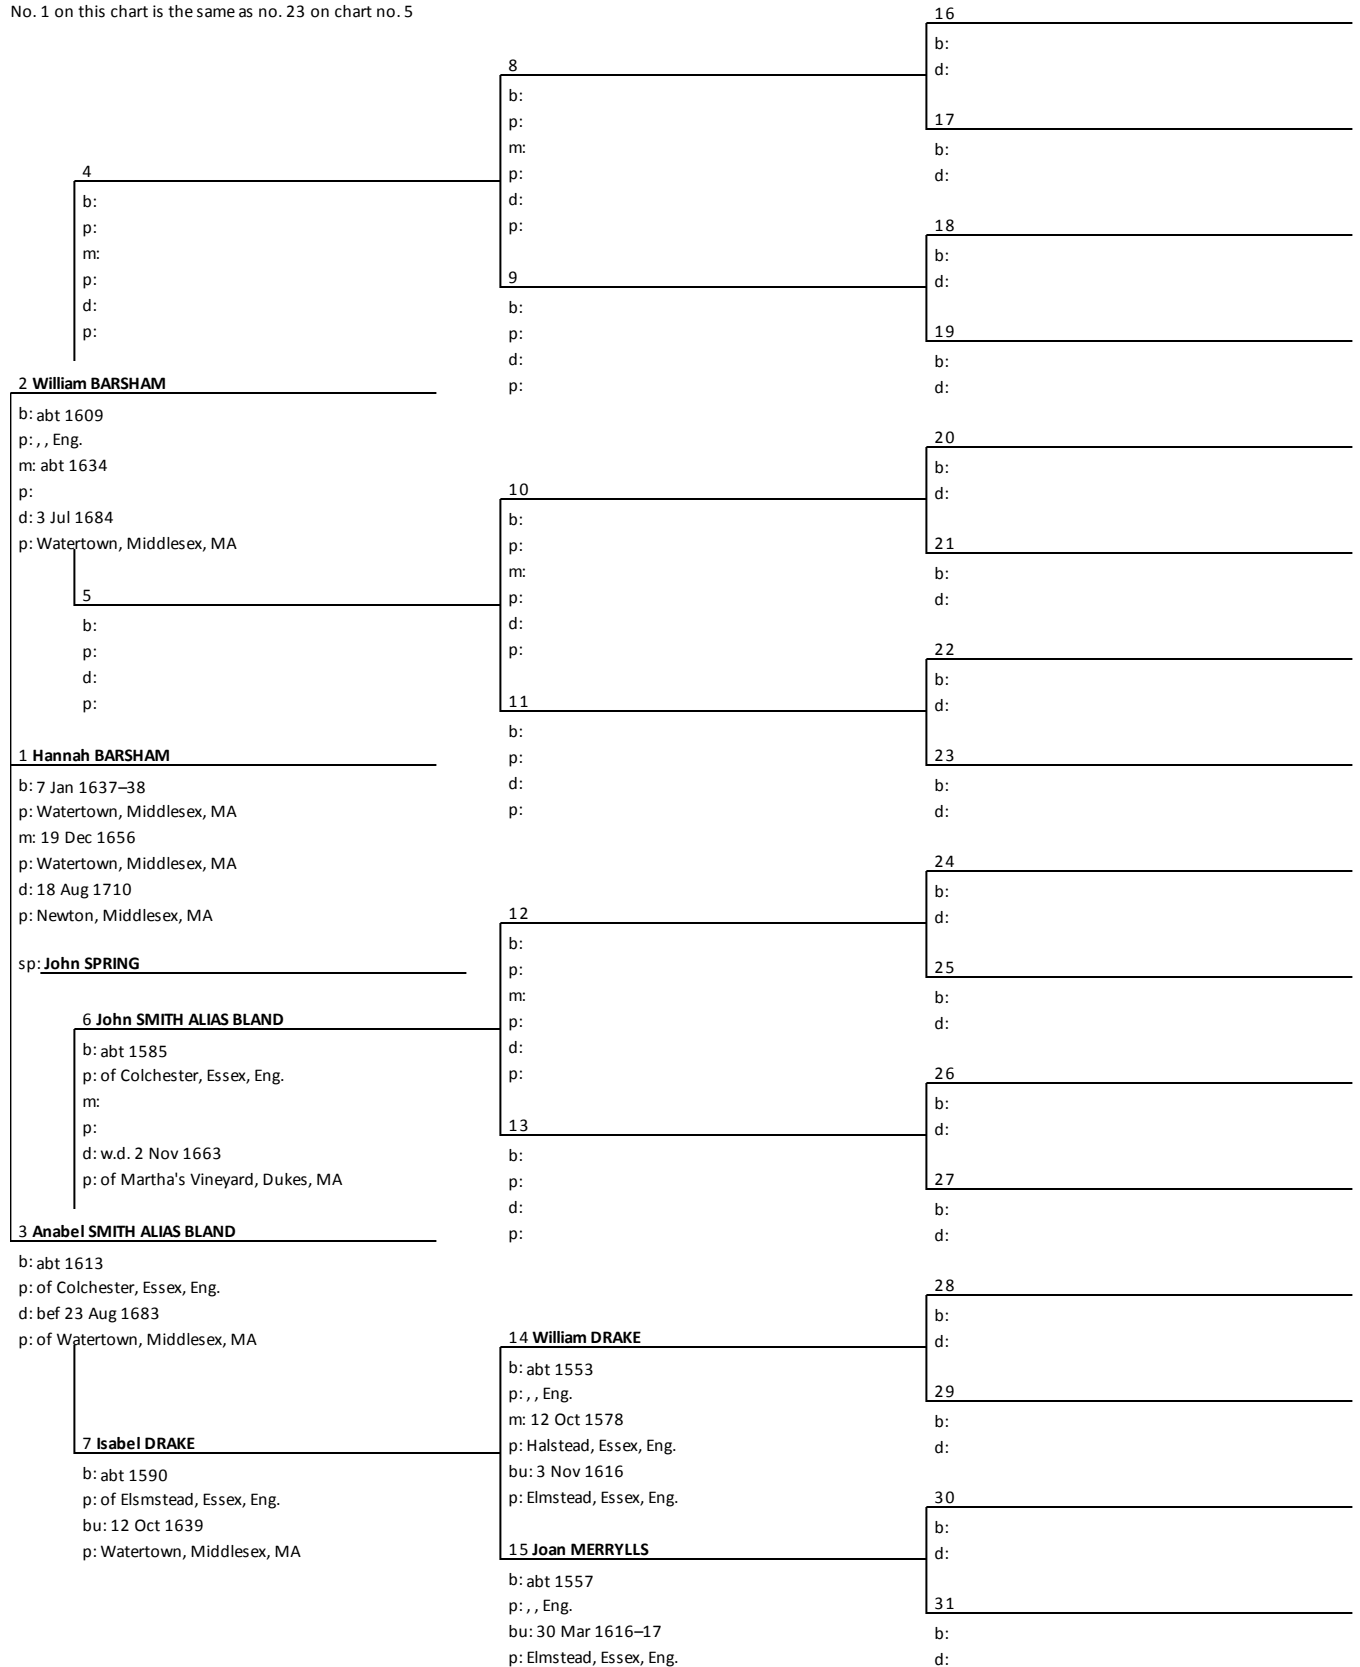 No. 1 on this chart is the same as no. 23 on chart no. 5
16
b:
d:
8
b:
p:
m:
p:
d:
p:
17
b:
d:
4
b:
p:
m:
p:
d:
p:
18
b:
d:
9
b:
p:
d:
p:
19
b:
d:
2 William BARSHAM
b: abt 1609
p: , , Eng.
m: abt 1634
p:
d: 3 Jul 1684
p: Watertown, Middlesex, MA
20
b:
d:
10
b:
p:
m:
p:
d:
p:
21
b:
d:
5
b:
p:
d:
p:
22
b:
d:
11
b:
p:
d:
p:
23
b:
d:
1 Hannah BARSHAM
b: 7 Jan 1637–38
p: Watertown, Middlesex, MA
m: 19 Dec 1656
p: Watertown, Middlesex, MA
d: 18 Aug 1710
p: Newton, Middlesex, MA
sp: John SPRING
24
b:
d:
12
b:
p:
m:
p:
d:
p:
25
b:
d:
6 John SMITH ALIAS BLAND
b: abt 1585
p: of Colchester, Essex, Eng.
m:
p:
d: w.d. 2 Nov 1663
p: of Martha's Vineyard, Dukes, MA
26
b:
d:
13
b:
p:
d:
p:
27
b:
d:
3 Anabel SMITH ALIAS BLAND
b: abt 1613
p: of Colchester, Essex, Eng.
d: bef 23 Aug 1683
p: of Watertown, Middlesex, MA
28
b:
d:
14 William DRAKE
b: abt 1553
p: , , Eng.
m: 12 Oct 1578
p: Halstead, Essex, Eng.
bu: 3 Nov 1616
p: Elmstead, Essex, Eng.
29
b:
d:
7 Isabel DRAKE
b: abt 1590
p: of Elsmstead, Essex, Eng.
bu: 12 Oct 1639
p: Watertown, Middlesex, MA
30
b:
d:
15 Joan MERRYLLS
b: abt 1557
p: , , Eng.
bu: 30 Mar 1616–17
p: Elmstead, Essex, Eng.
31
b:
d: